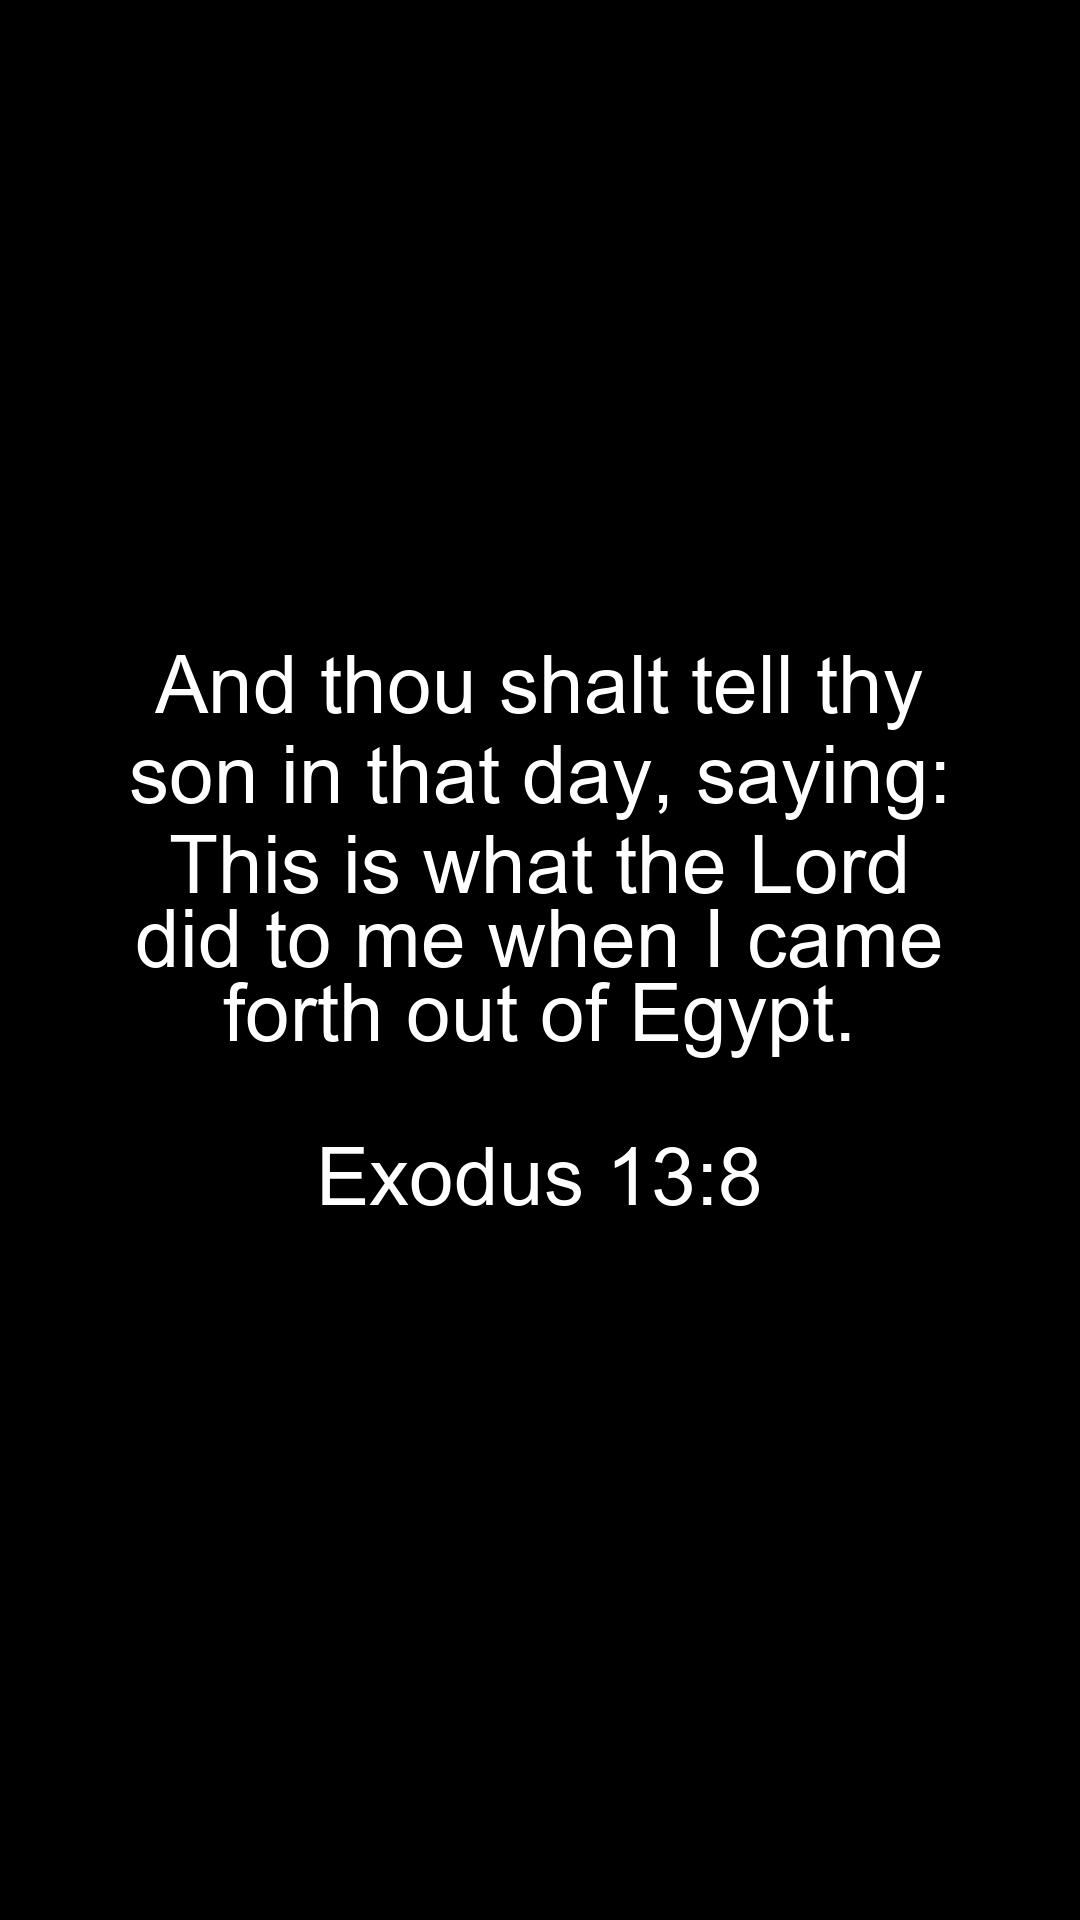 And thou shalt tell thy
son in that day, saying:
This is what the Lord
did to me when I came
forth out of Egypt.
Exodus 13:8